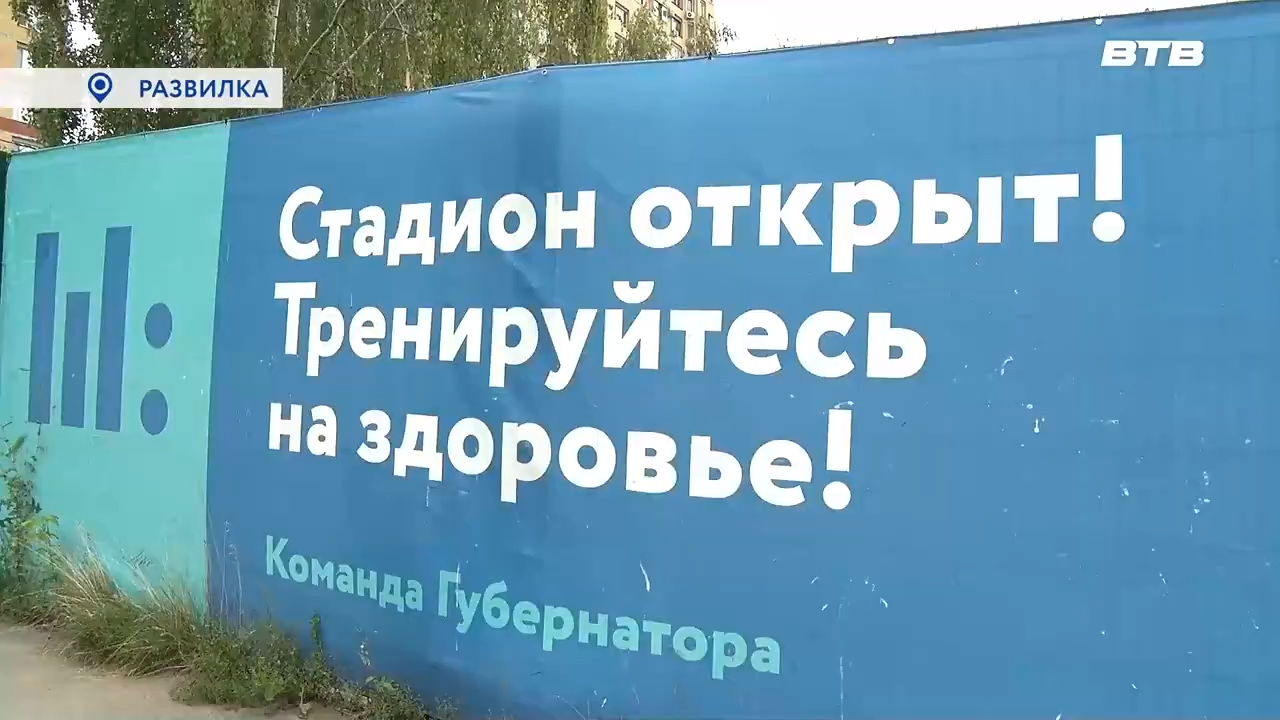 ВТВ
РАЗВИЛКА
Стадион открыт!
Тренируйтесь
на здоровье!
Команда Губернатора